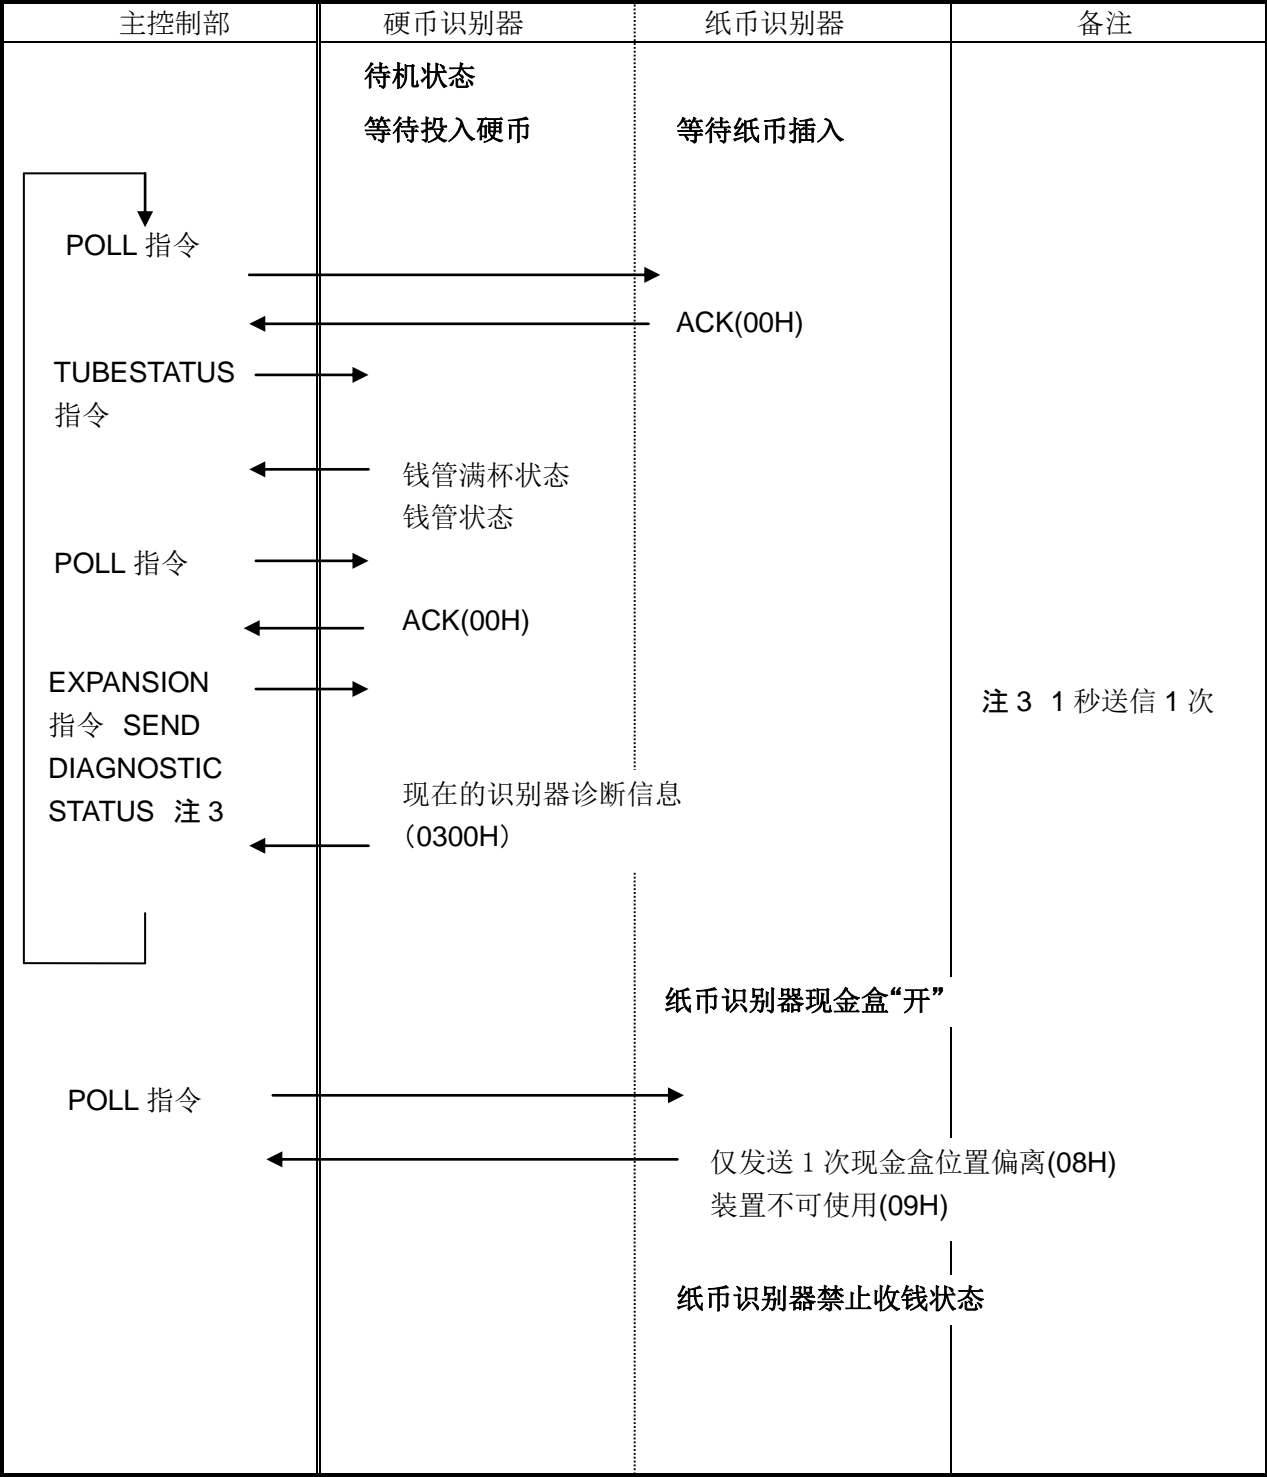 主控制部 硬币识别器 纸币识别器 备注
待机状态
等待投入硬币 等待纸币插入
POLL 指令
ACK(00H)
TUBESTATUS
指令
钱管满杯状态
钱管状态
POLL 指令
ACK(00H)
EXPANSION
指令 SEND
DIAGNOSTIC
STATUS 注 3
注 3 1 秒送信 1 次
现在的识别器诊断信息
（0300H）
纸币识别器现金盒“开”
POLL 指令
仅发送 1 次现金盒位置偏离(08H)
装置不可使用(09H)
纸币识别器禁止收钱状态